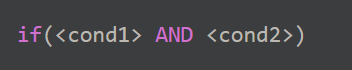 if(<cond1> AND <cond2>)